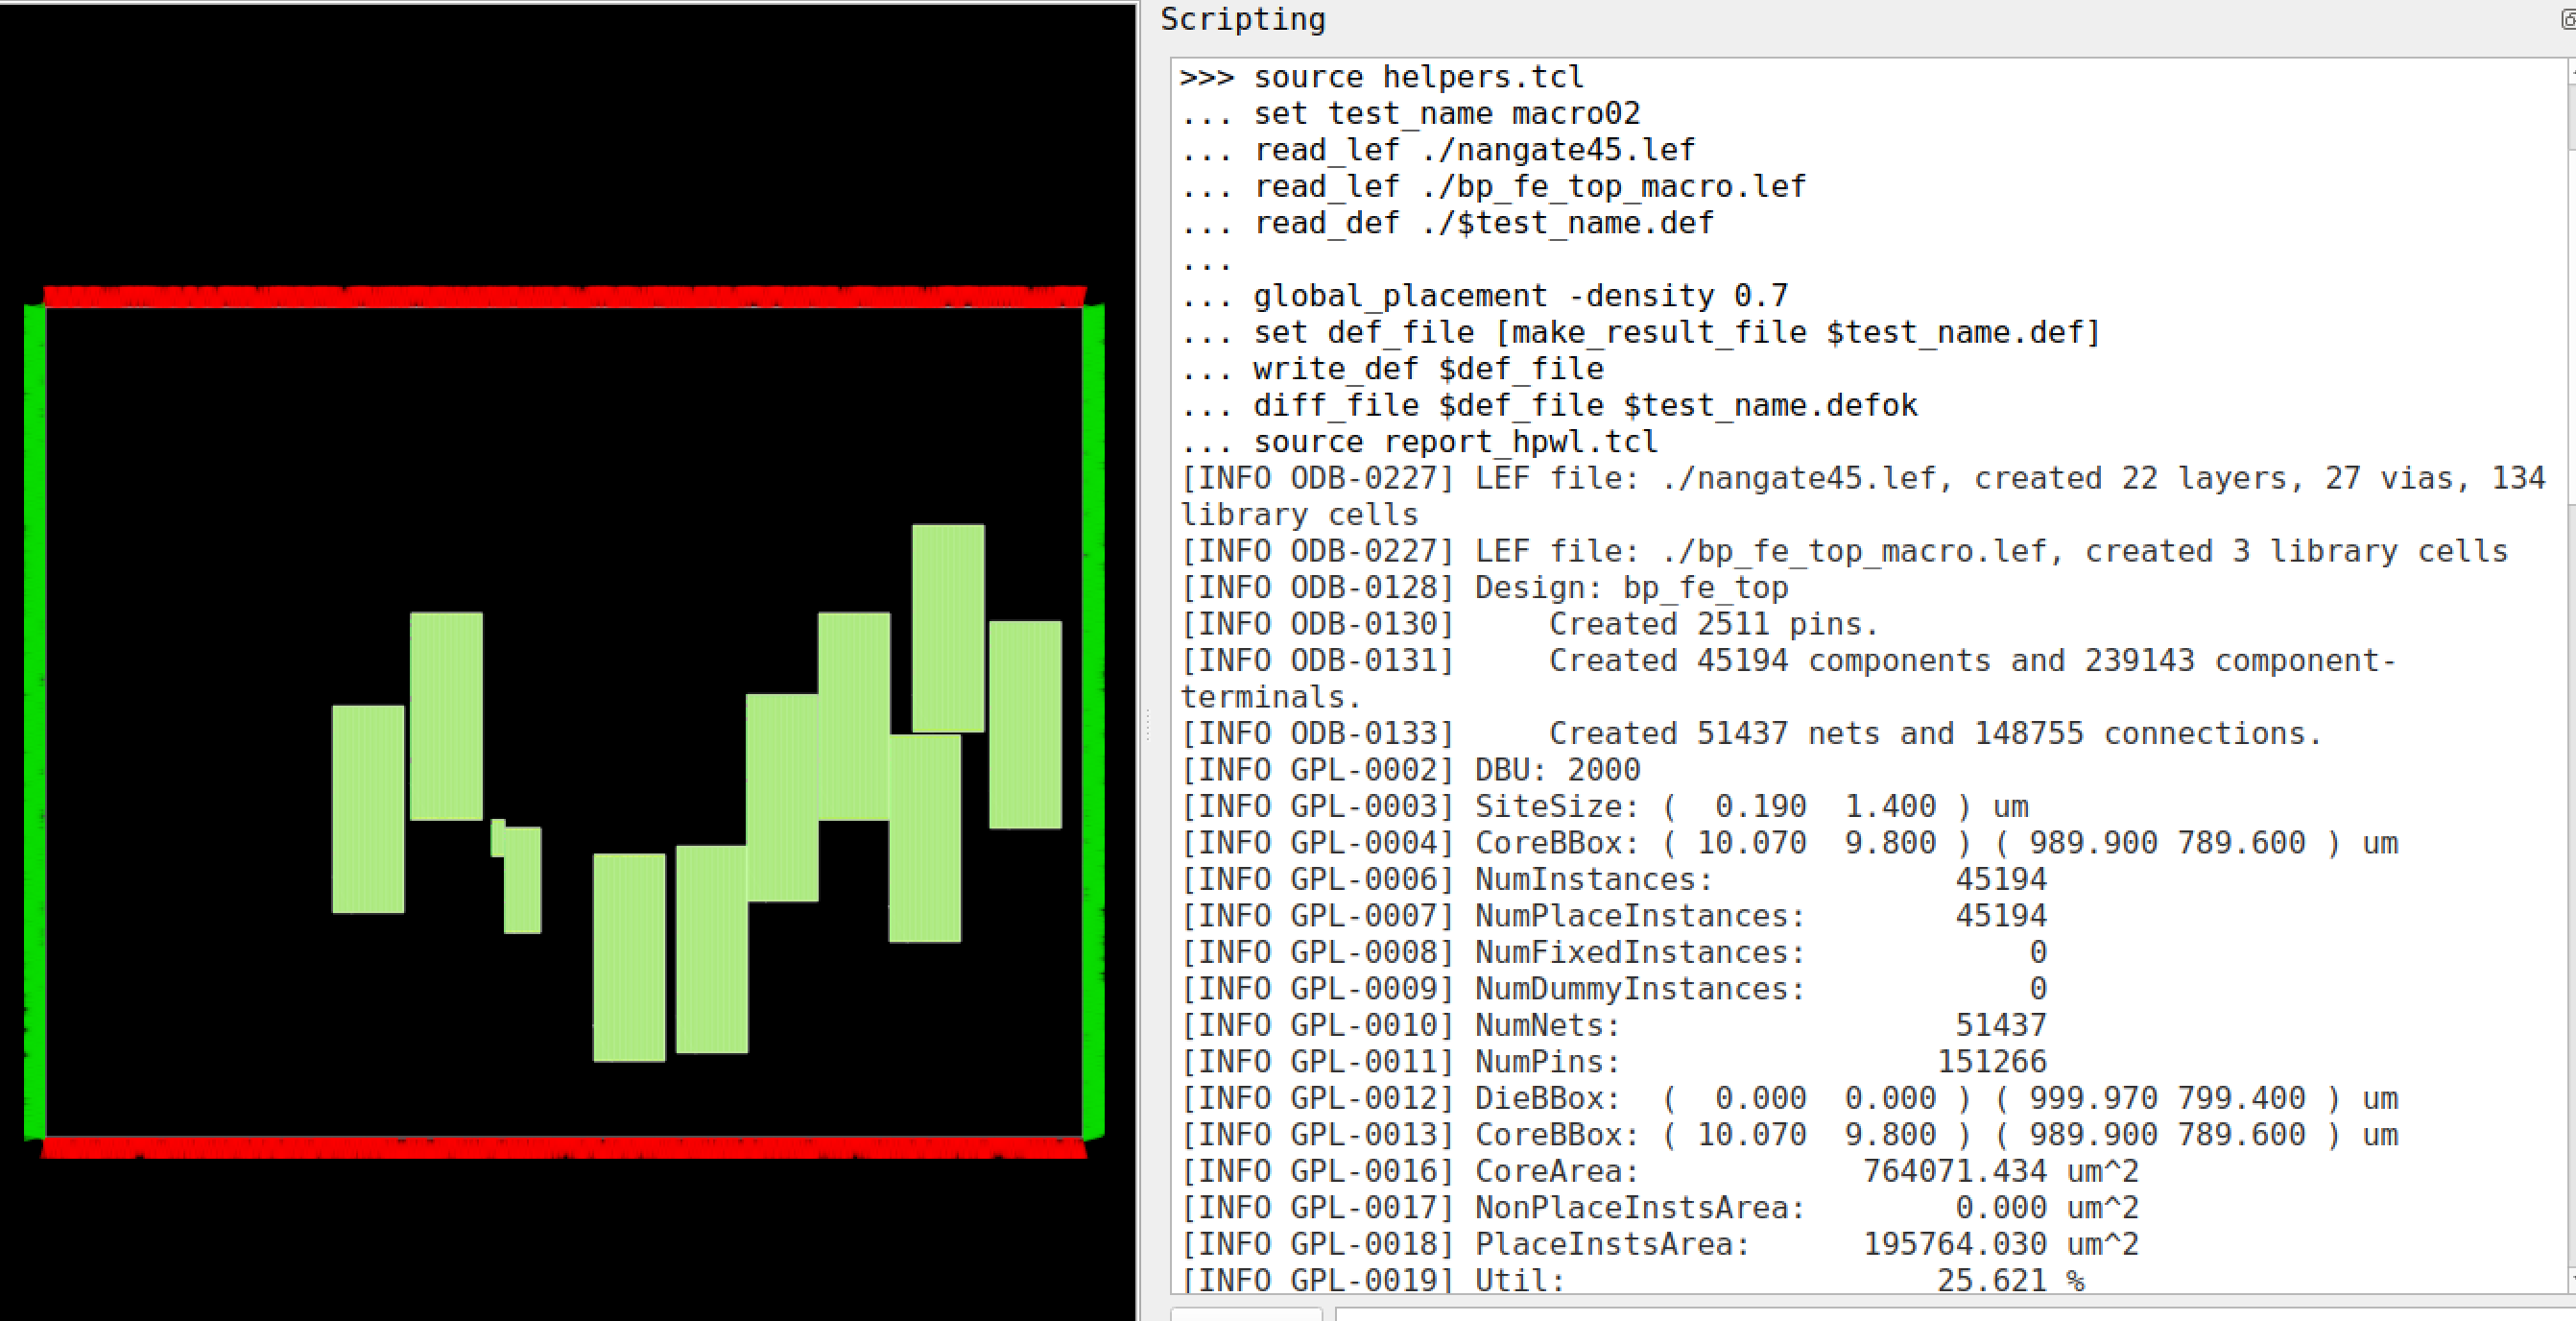 Scripting
>>> source helpers.tcl
... set test_name macro02
... read_lef ./nangate45.lef
... read_lef ./bp_fe_top_macro.lef
... read_def ./$test_name.def
...
... global_placement -density 0.7
... set def_file [make_result_file $test_name.def]
... write_def $def_file
... diff_file $def_file $test_name.defok
... source report_hpwl.tcl
[INFO ODB-0227] LEF file: ./nangate45.lef, created 22 layers, 27 vias, 134
library cells
[INFO ODB-0227] LEF file: ./bp_fe_top_macro.lef, created 3 library cells
[INFO ODB-0128] Design: bp_fe_top
[INFO ODB-0130]     Created 2511 pins.
[INFO ODB-0131]     Created 45194 components and 239143 component-
terminals.
[INFO ODB-0133]     Created 51437 nets and 148755 connections.
[INFO GPL-0002] DBU: 2000
[INFO GPL-0003] SiteSize: (  0.190  1.400 ) um
[INFO GPL-0004] CoreBBox: ( 10.070  9.800 ) ( 989.900 789.600 ) um
[INFO GPL-0006] NumInstances:             45194
[INFO GPL-0007] NumPlaceInstances:        45194
[INFO GPL-0008] NumFixedInstances:            0
[INFO GPL-0009] NumDummyInstances:            0
[INFO GPL-0010] NumNets:                  51437
[INFO GPL-0011] NumPins:                 151266
[INFO GPL-0012] DieBBox:  (  0.000  0.000 ) ( 999.970 799.400 ) um
[INFO GPL-0013] CoreBBox: ( 10.070  9.800 ) ( 989.900 789.600 ) um
[INFO GPL-0016] CoreArea:            764071.434 um^2
[INFO GPL-0017] NonPlaceInstsArea:        0.000 um^2
[INFO GPL-0018] PlaceInstsArea:      195764.030 um^2
[INFO GPL-0019] Util:                    25.621 %